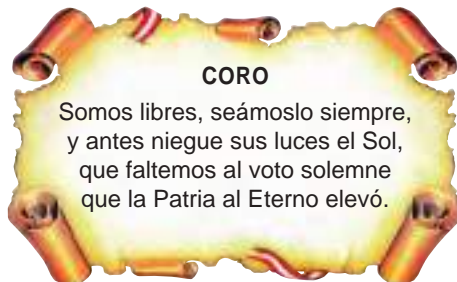 CORO
Somos libres, seámoslo siempre,
y antes niegue sus luces el Sol,
que faltemos al voto solemne
que la Patria al Eterno elevó.